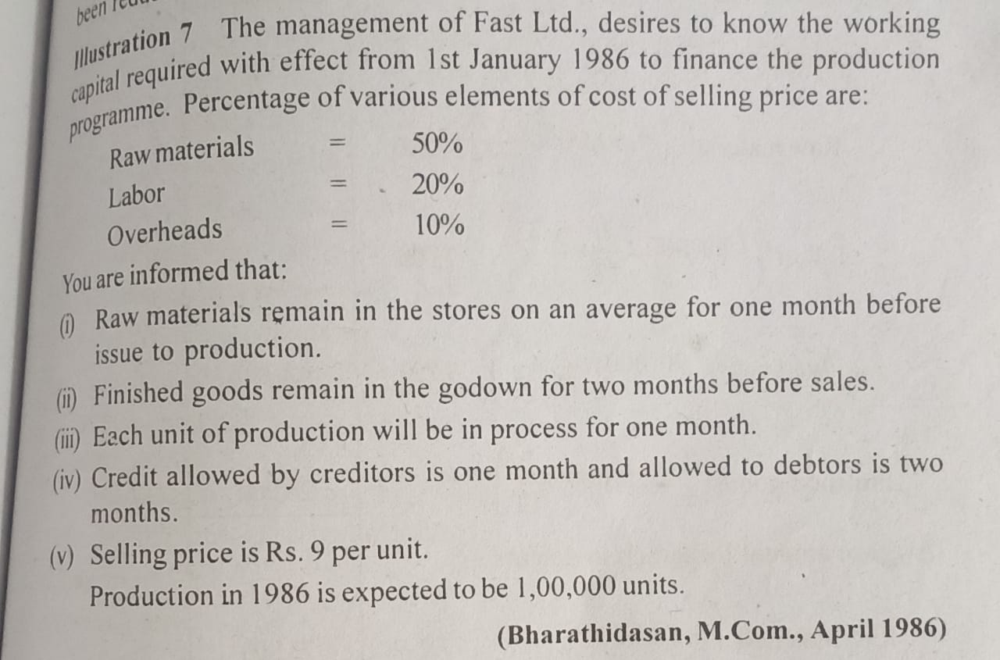 been
Illustration 7 The management of Fast Ltd., desires to know the working
capital required with effect from 1st January 1986 to finance the production
programme. Percentage of various elements of cost of selling price are:
Raw materials = 50%
Labor = 20%
Overheads = 10%
You are informed that:
(i) Raw materials remain in the stores on an average for one month before
issue to production.
(ii) Finished goods remain in the godown for two months before sales.
(iii) Each unit of production will be in process for one month.
(iv) Credit allowed by creditors is one month and allowed to debtors is two
months.
(v) Selling price is Rs. 9 per unit.
Production in 1986 is expected to be 1,00,000 units.
(Bharathidasan, M.Com., April 1986)